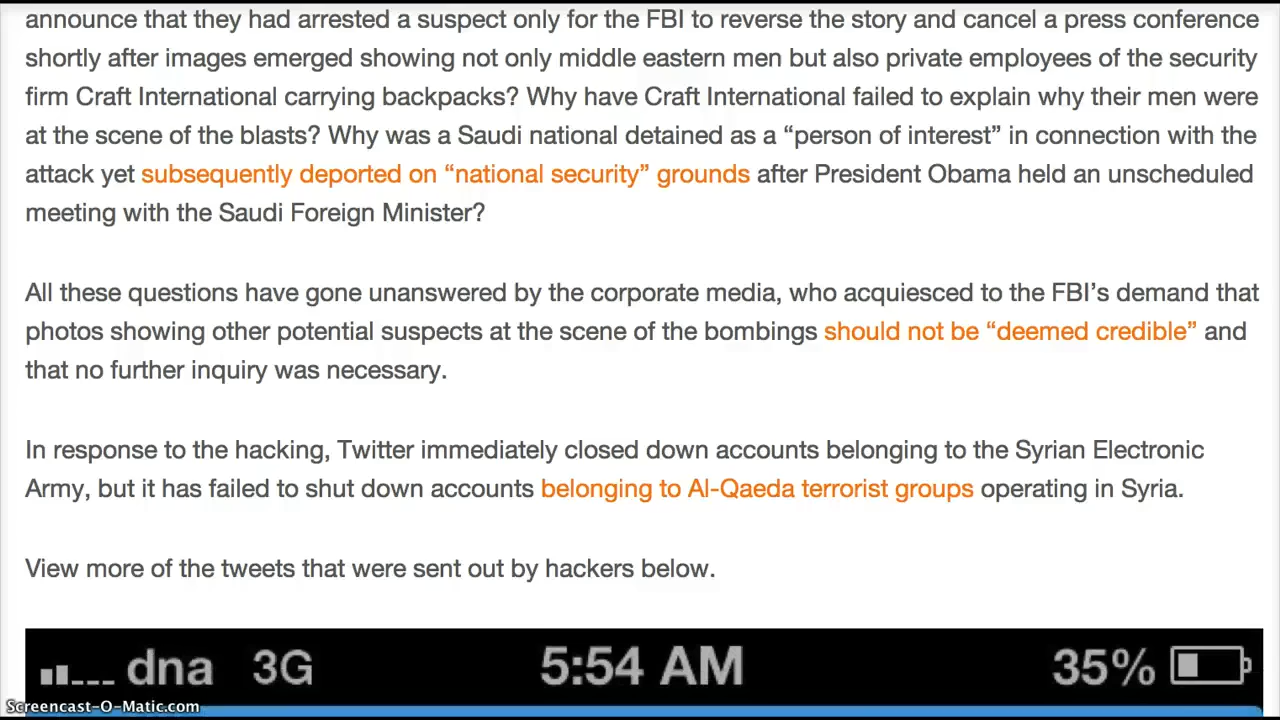 announce that they had arrested a suspect only for the FBI to reverse the story and cancel a press conference
shortly after images emerged showing not only middle eastern men but also private employees of the security
firm Craft International carrying backpacks? Why have Craft International failed to explain why their men were
at the scene of the blasts? Why was a Saudi national detained as a “person of interest” in connection with the
attack yet subsequently deported on “national security” grounds after President Obama held an unscheduled
meeting with the Saudi Foreign Minister?
All these questions have gone unanswered by the corporate media, who acquiesced to the FBI’s demand that
photos showing other potential suspects at the scene of the bombings should not be “deemed credible” and
that no further inquiry was necessary.
In response to the hacking, Twitter immediately closed down accounts belonging to the Syrian Electronic
Army, but it has failed to shut down accounts belonging to Al-Qaeda terrorist groups operating in Syria.
View more of the tweets that were sent out by hackers below.
dna 3G 5:54 AM 35%
Screencast-O-Matic.com